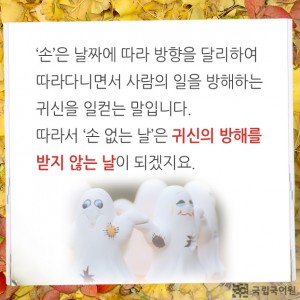 ‘손’은 날짜에 따라 방향을 달리하여
따라다니면서 사람의 일을 방해하는
귀신을 일컫는 말입니다.
따라서 ‘손 없는 날’은 귀신의 방해를
받지 않는 날이 되겠지요.
국립국어원